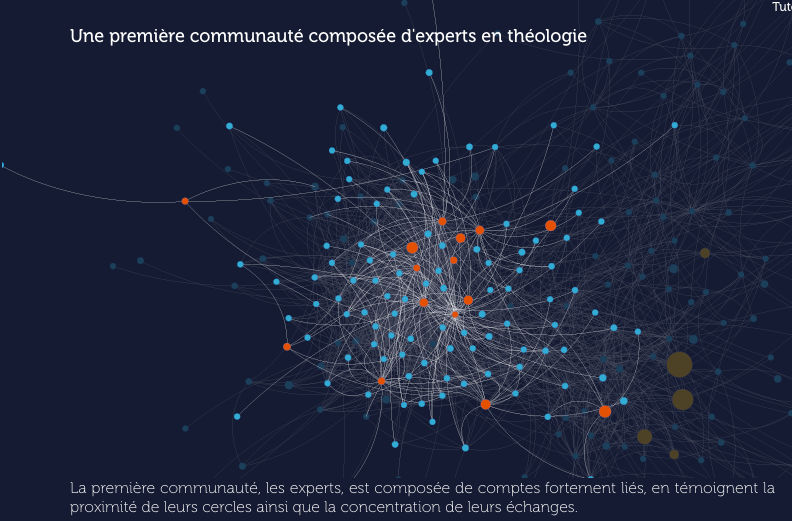 Tuto
Une première communauté composée d'experts en théologie
La première communauté, les experts, est composée de comptes fortement liés, en témoignent la
proximité de leurs cercles ainsi que la concentration de leurs échanges.